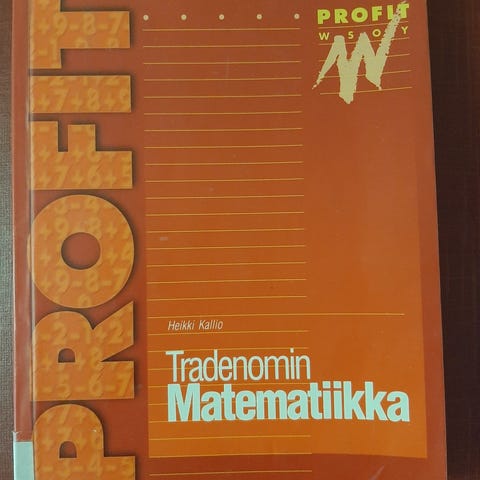 PROFIT
PROFIT
WSOY
Heikki Kallio
Tradenomin
Matematiikka